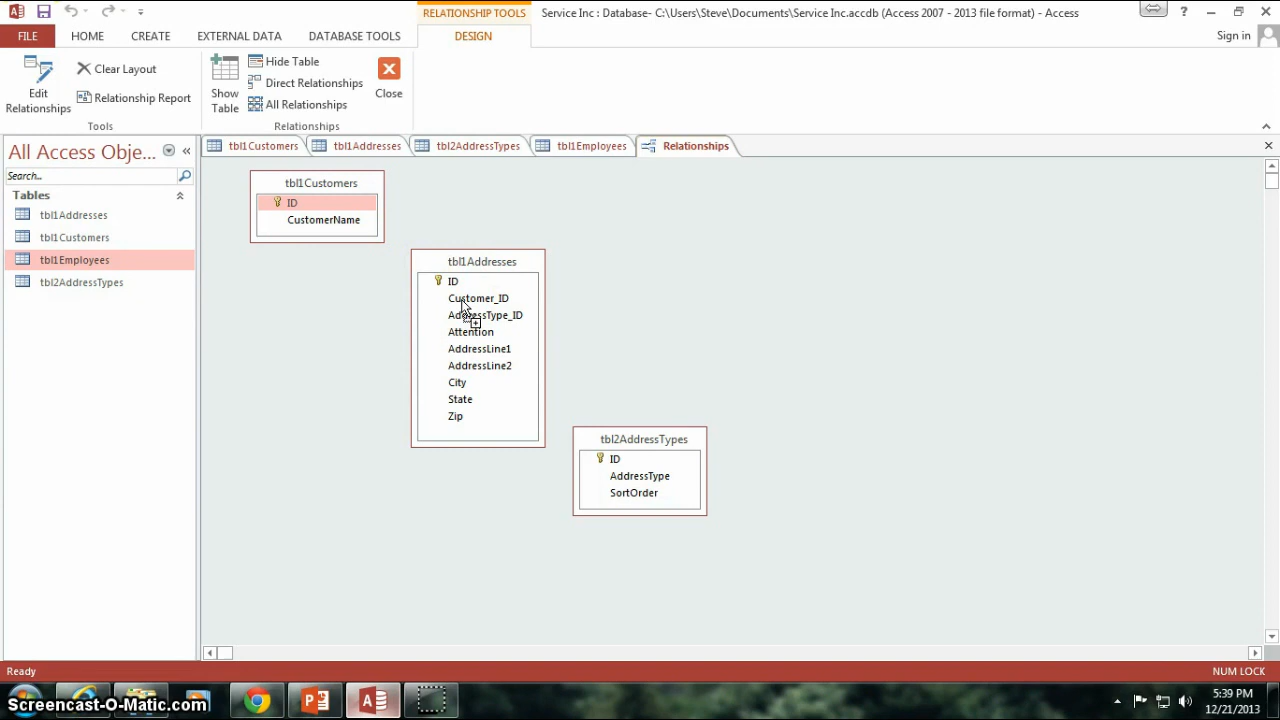 RELATIONSHIP TOOLS
Service Inc : Database- C:\Users\Steve\Documents\Service Inc.accdb (Access 2007 - 2013 file format) - Access
?
FILE
HOME
CREATE
EXTERNAL DATA
DATABASE TOOLS
DESIGN
Sign in
Edit
Relationships
Clear Layout
Relationship Report
Tools
Show
Table
Hide Table
Direct Relationships
All Relationships
Close
Relationships
All Access Obje...
Search...
Tables
tbl1Addresses
tbl1Customers
tbl1Employees
tbl2AddressTypes
tbl1Customers
tbl1Addresses
tbl2AddressTypes
tbl1Employees
Relationships
tbl1Customers
ID
CustomerName
tbl1Addresses
ID
Customer_ID
AddressType_ID
Attention
AddressLine1
AddressLine2
City
State
Zip
tbl2AddressTypes
ID
AddressType
SortOrder
Ready
NUM LOCK
Screencast-O-Matic.com
5:39 PM
12/21/2013